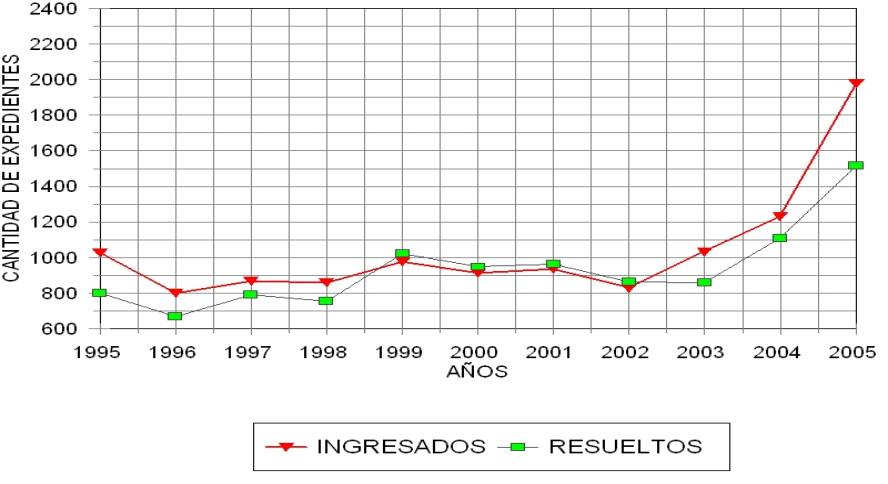 2400
2200
2000
1800
1600
1400
1200
1000
800
600
CANTIDAD DE EXPEDIENTES
1995 1996 1997 1998 1999 2000 2001 2002 2003 2004 2005
AÑOS
INGRESADOS RESUELTOS